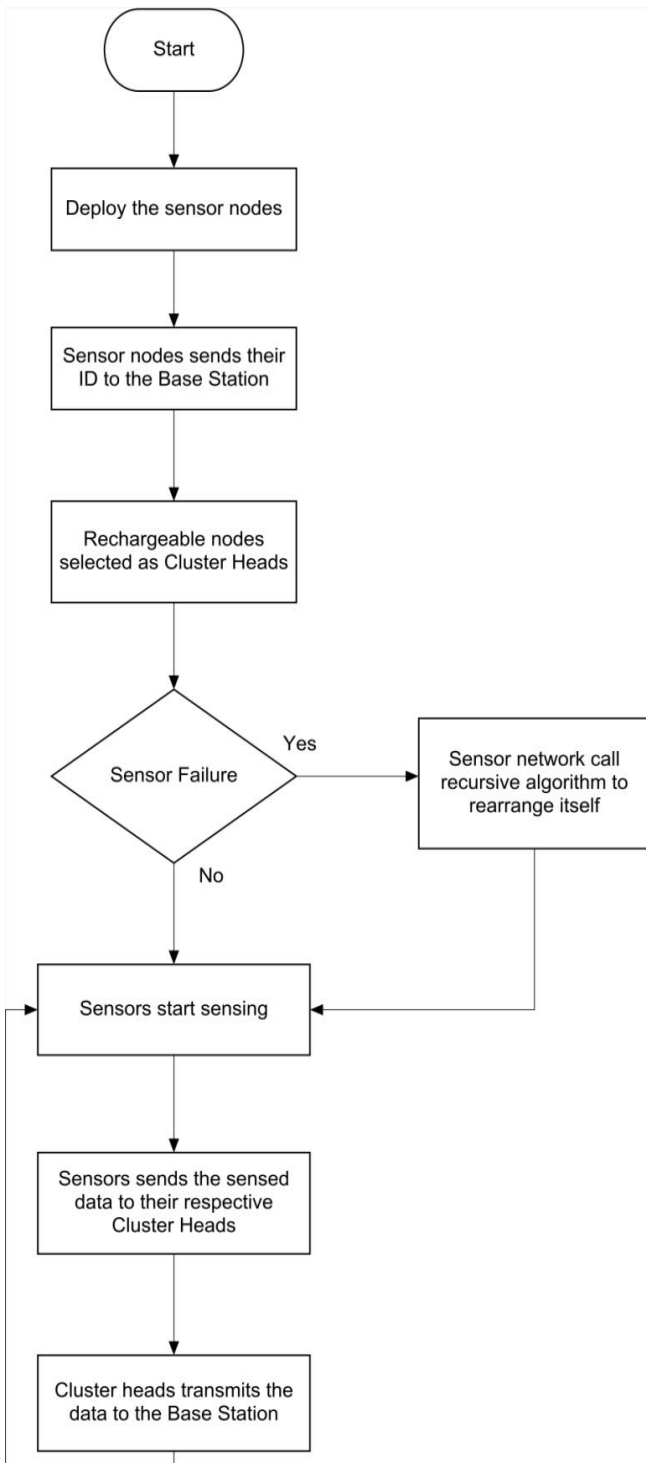 Start
Deploy the sensor nodes
Sensor nodes sends their
ID to the Base Station
Rechargeable nodes
selected as Cluster Heads
Sensor Failure
Yes
Sensor network call
recursive algorithm to
rearrange itself
No
Sensors start sensing
Sensors sends the sensed
data to their respective
Cluster Heads
Cluster heads transmits the
data to the Base Station